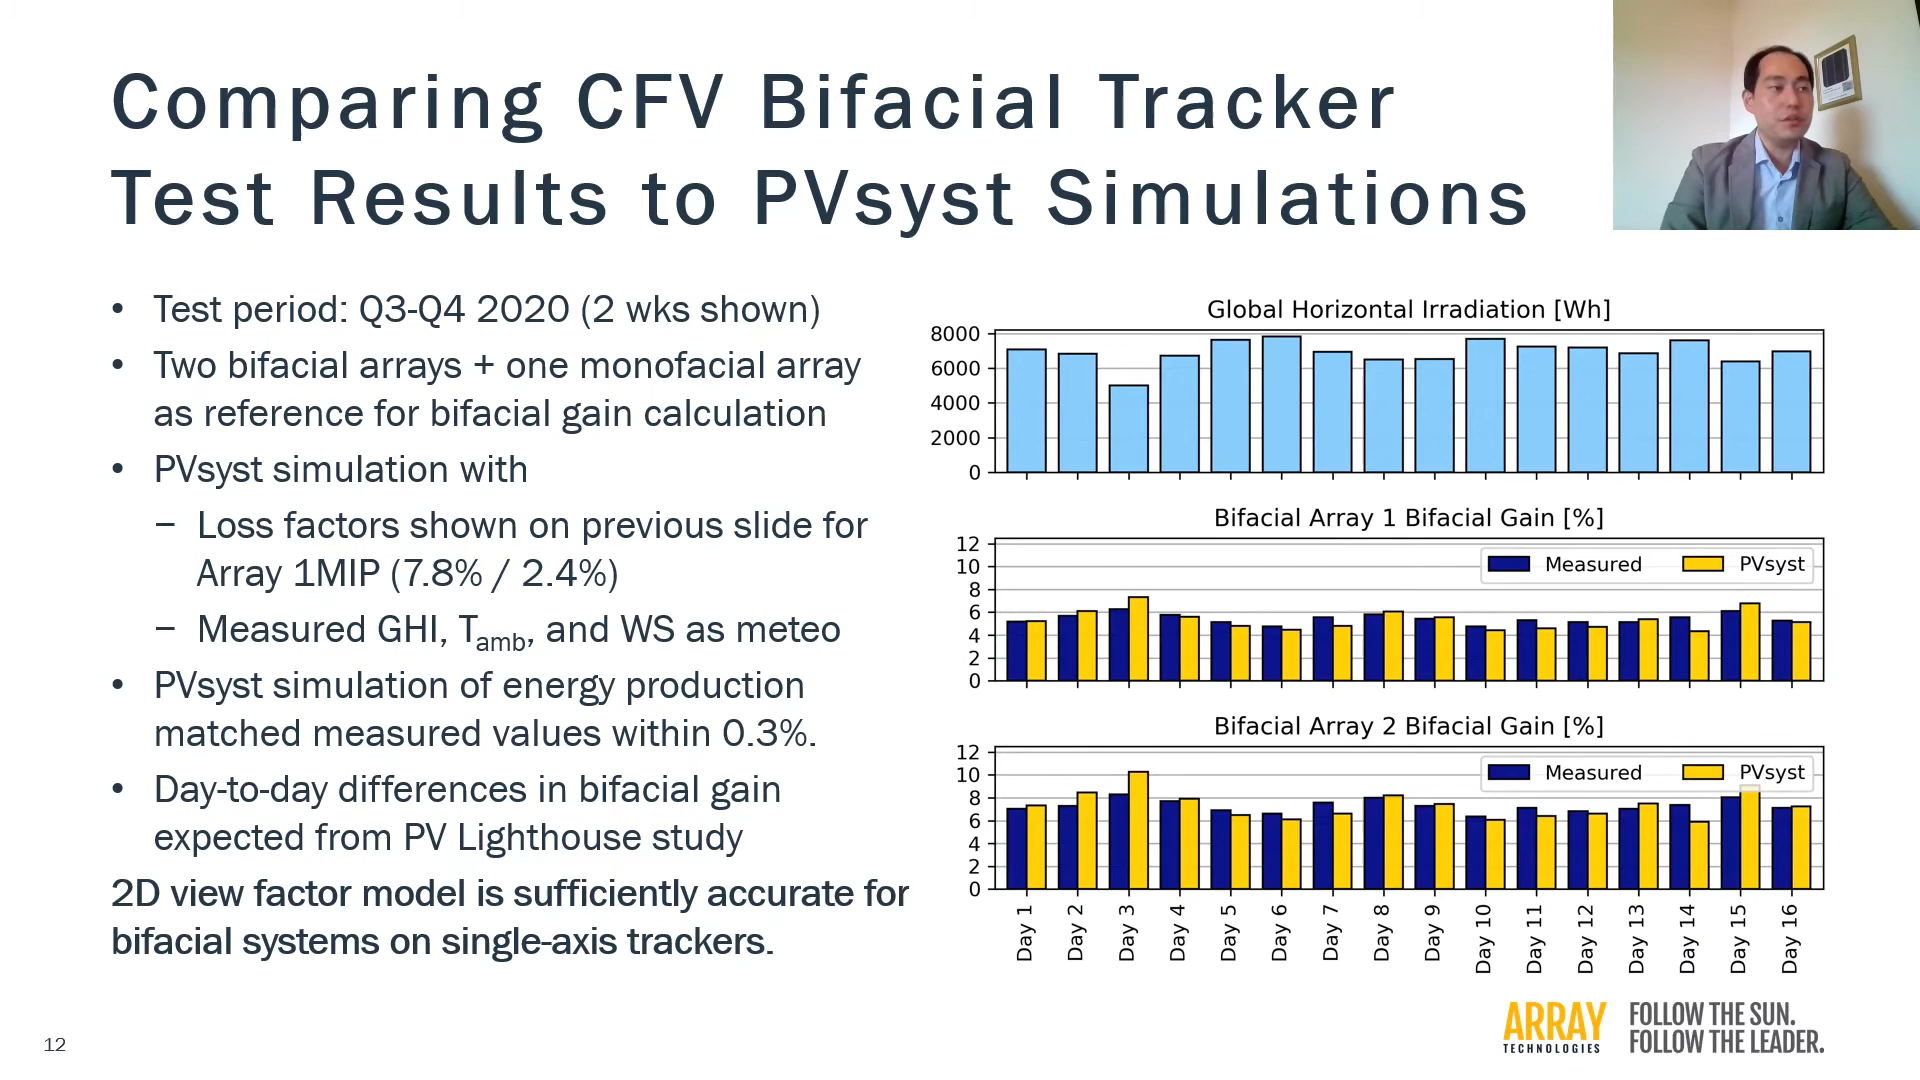 Comparing CFV Bifacial Tracker
Test Results to PVsyst Simulations
• Test period: Q3-Q4 2020 (2 wks shown)
• Two bifacial arrays + one monofacial array
as reference for bifacial gain calculation
• PVsyst simulation with
– Loss factors shown on previous slide for
Array 1MIP (7.8% / 2.4%)
– Measured GHI, Tamb, and WS as meteo
• PVsyst simulation of energy production
matched measured values within 0.3%.
• Day-to-day differences in bifacial gain
expected from PV Lighthouse study
2D view factor model is sufficiently accurate for
bifacial systems on single-axis trackers.
Global Horizontal Irradiation [Wh]
8000
6000
4000
2000
0
Bifacial Array 1 Bifacial Gain [%]
Measured PVsyst
12
10
8
6
4
2
0
Bifacial Array 2 Bifacial Gain [%]
Measured PVsyst
12
10
8
6
4
2
0
Day 1
Day 2
Day 3
Day 4
Day 5
Day 6
Day 7
Day 8
Day 9
Day 10
Day 11
Day 12
Day 13
Day 14
Day 15
Day 16
ARRAY
TECHNOLOGIES
FOLLOW THE SUN.
FOLLOW THE LEADER.
12